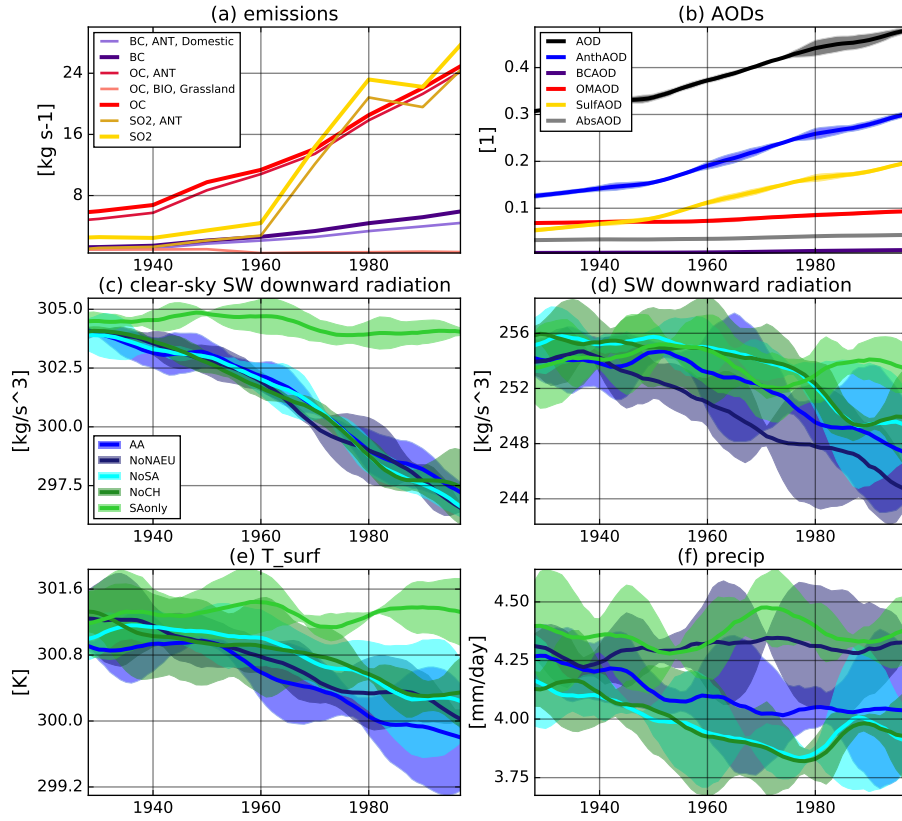 (a) emissions
[kg s-1]
24
16
8
BC, ANT, Domestic
BC
OC, ANT
OC, BIO, Grassland
OC
SO2, ANT
SO2
1940
1960
1980
(b) AODs
[1]
0.4
0.3
0.2
0.1
AOD
AnthAOD
BCAOD
OMAOD
SulfAOD
AbsAOD
1940
1960
1980
(c) clear-sky SW downward radiation
[kg/s^3]
305.0
302.5
300.0
297.5
AA
NoNAEU
NoSA
NoCH
SAonly
1940
1960
1980
(d) SW downward radiation
[kg/s^3]
256
252
248
244
1940
1960
1980
(e) T_surf
[K]
301.6
300.8
300.0
299.2
1940
1960
1980
(f) precip
[mm/day]
4.50
4.25
4.00
3.75
1940
1960
1980